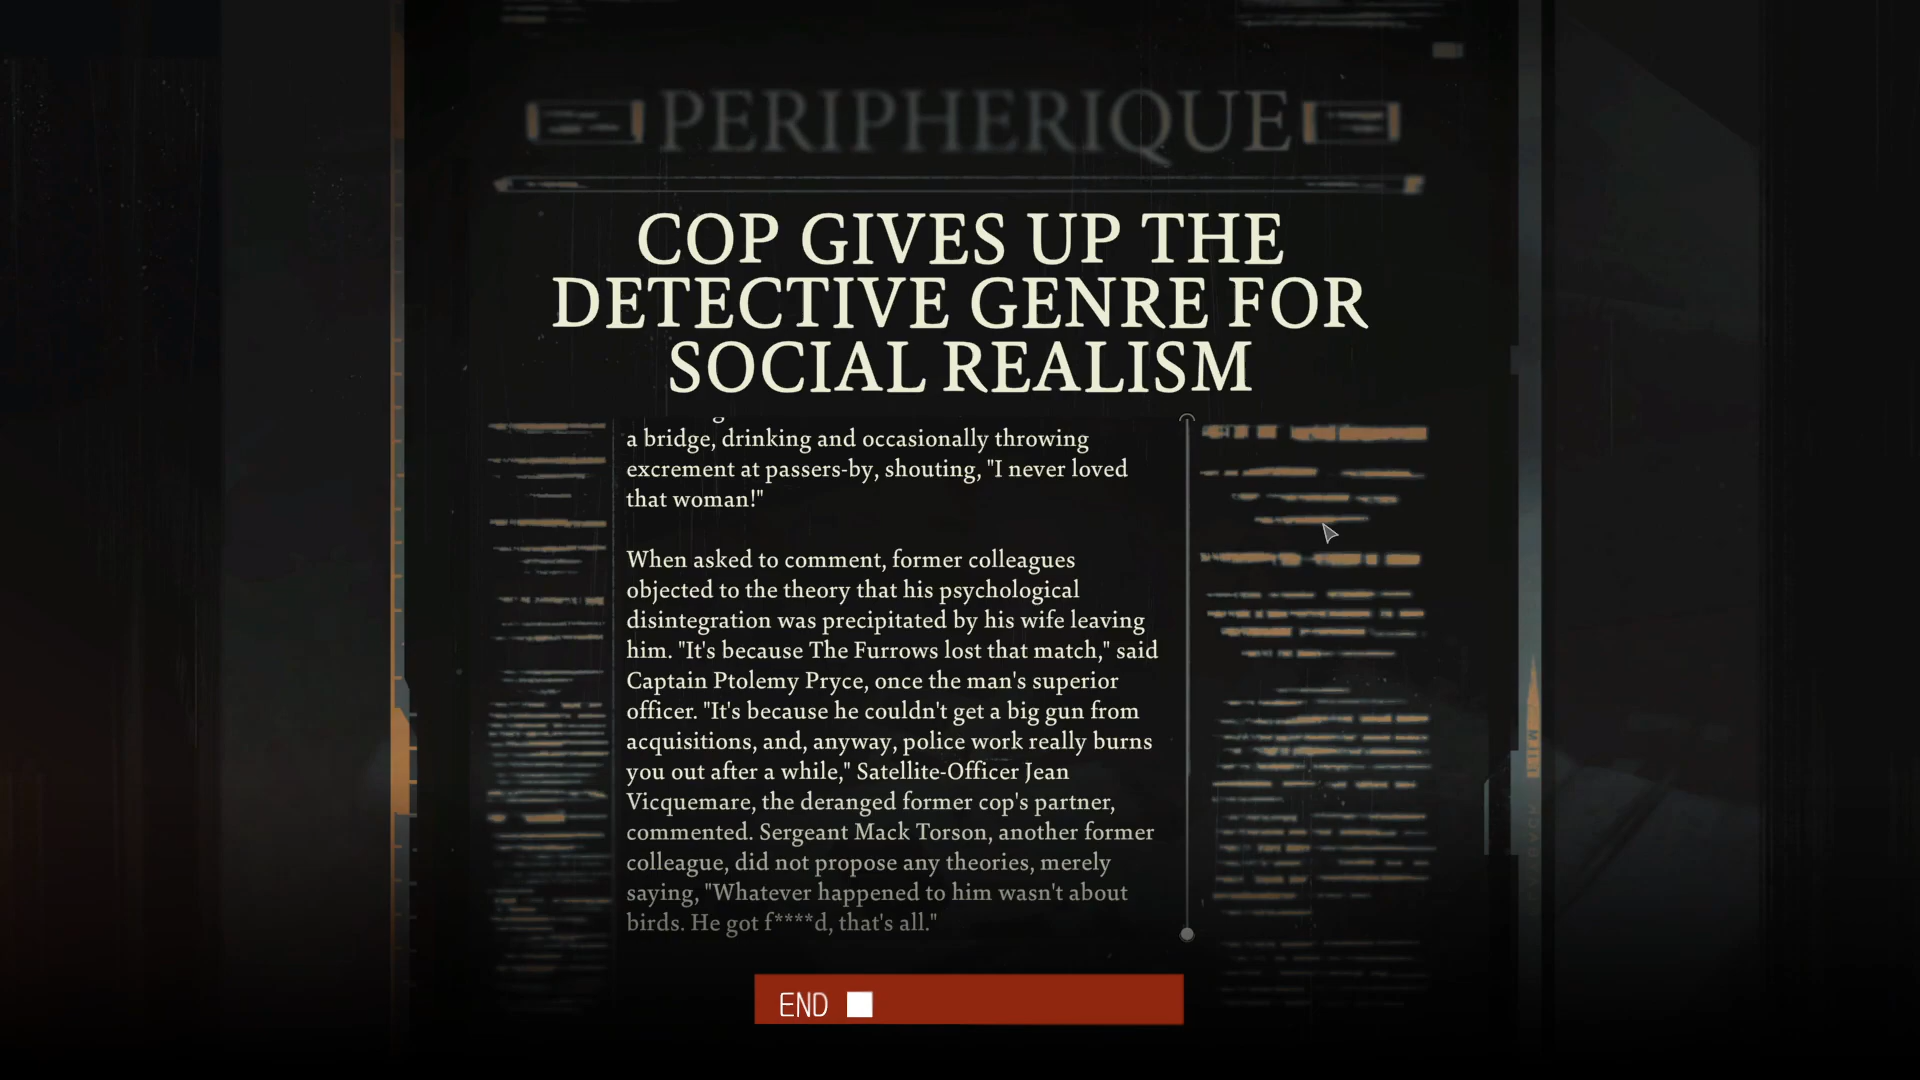 PERIPHERIQUE
COP GIVES UP THE
DETECTIVE GENRE FOR
SOCIAL REALISM
a bridge, drinking and occasionally throwing
excrement at passers-by, shouting, "I never loved
that woman!"
When asked to comment, former colleagues
objected to the theory that his psychological
disintegration was precipitated by his wife leaving
him. "It's because The Furrows lost that match," said
Captain Ptolemy Pryce, once the man's superior
officer. "It's because he couldn't get a big gun from
acquisitions, and, anyway, police work really burns
you out after a while," Satellite-Officer Jean
Vicquemare, the deranged former cop's partner,
commented. Sergeant Mack Torson, another former
colleague, did not propose any theories, merely
saying, "Whatever happened to him wasn't about
birds. He got f****d, that's all."
END